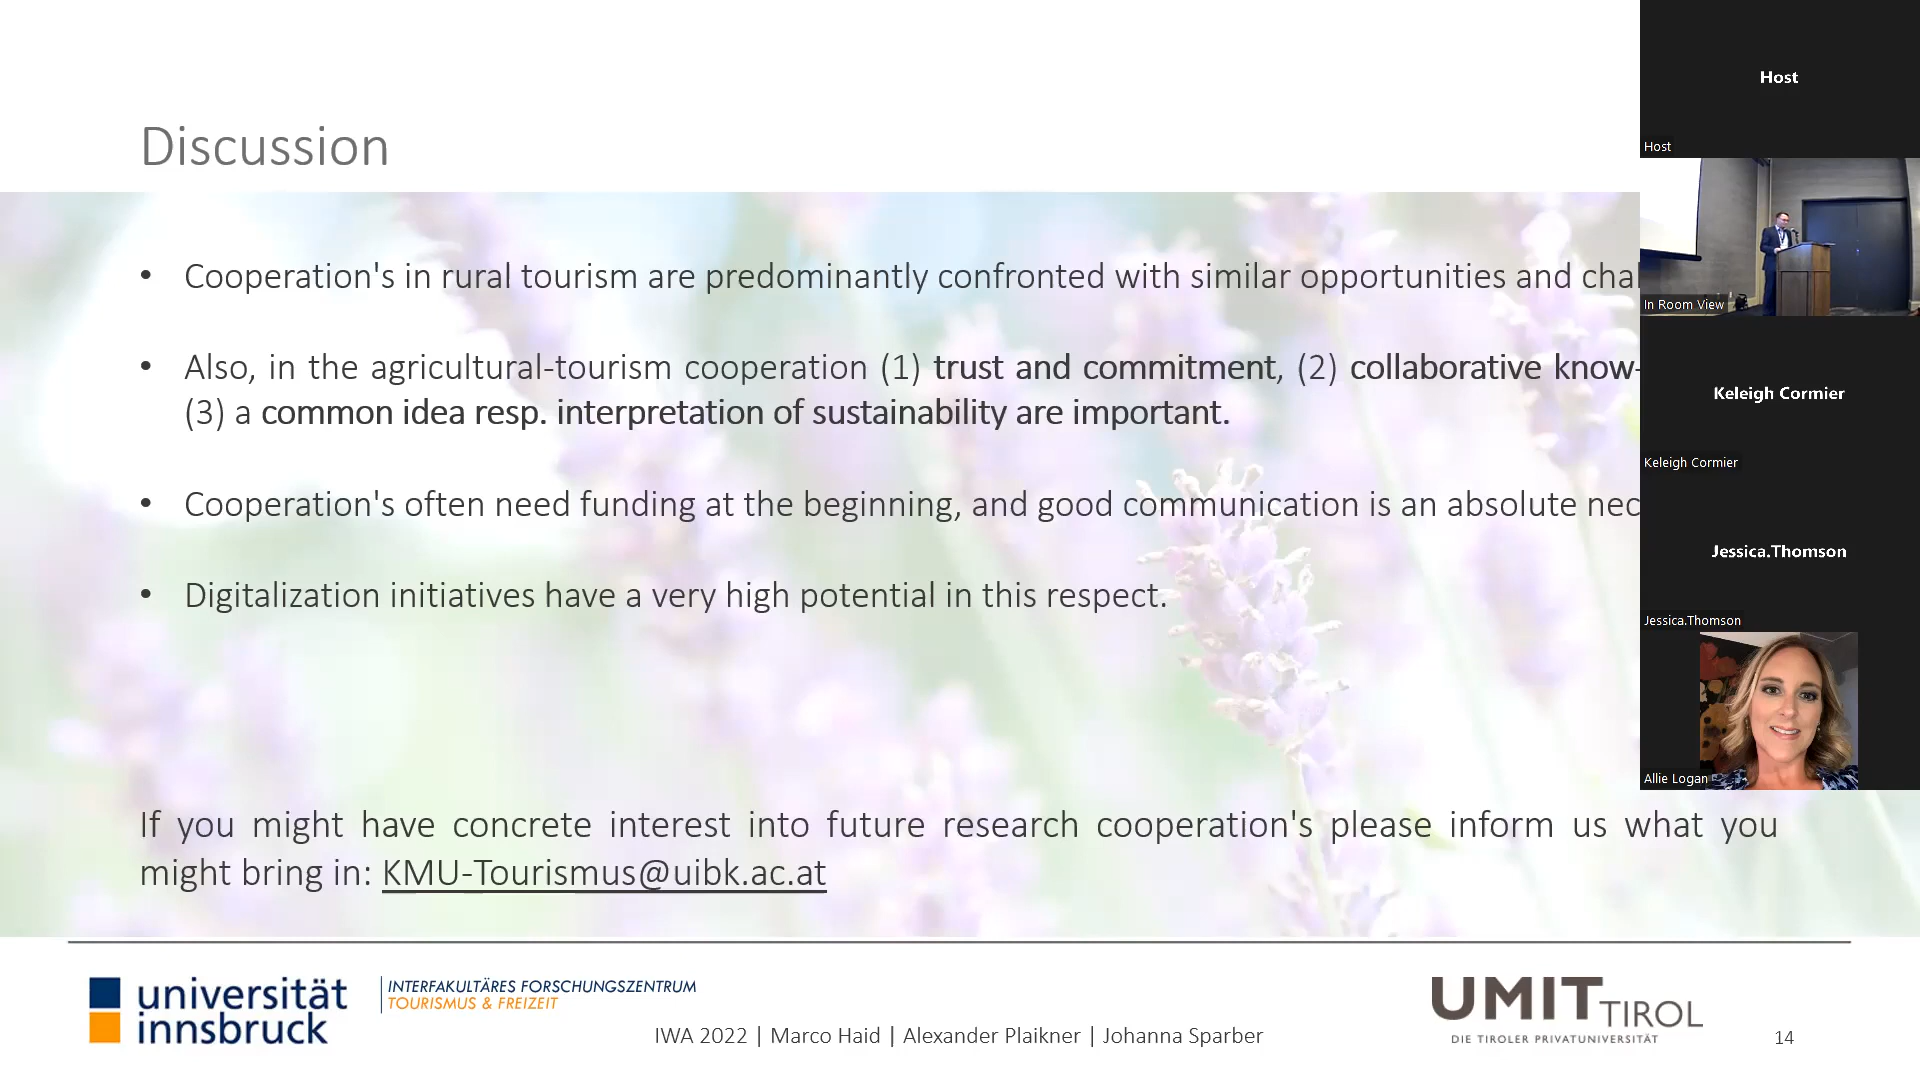 Discussion
• Cooperation's in rural tourism are predominantly confronted with similar opportunities and
• Also, in the agricultural-tourism cooperation (1) trust and commitment, (2) collaborative know-
(3) a common idea resp. interpretation of sustainability are important.
• Cooperation's often need funding at the beginning, and good communication is an absolute
• Digitalization initiatives have a very high potential in this respect.
If you might have concrete interest into future research cooperation's please inform us what you
might bring in: KMU-Tourismus@uibk.ac.at
universität
innsbruck
INTERFAKULTÄRES FORSCHUNGSZENTRUM
TOURISMUS & FREIZEIT
IWA 2022 | Marco Haid | Alexander Plaikner | Johanna Sparber
UMIT TIROL
DIE TIROLER PRIVATUNIVERSITÄT
14
Host
Host
In Room View
Keleigh Cormier
Keleigh Cormier
Jessica.Thomson
Jessica.Thomson
Allie Logan